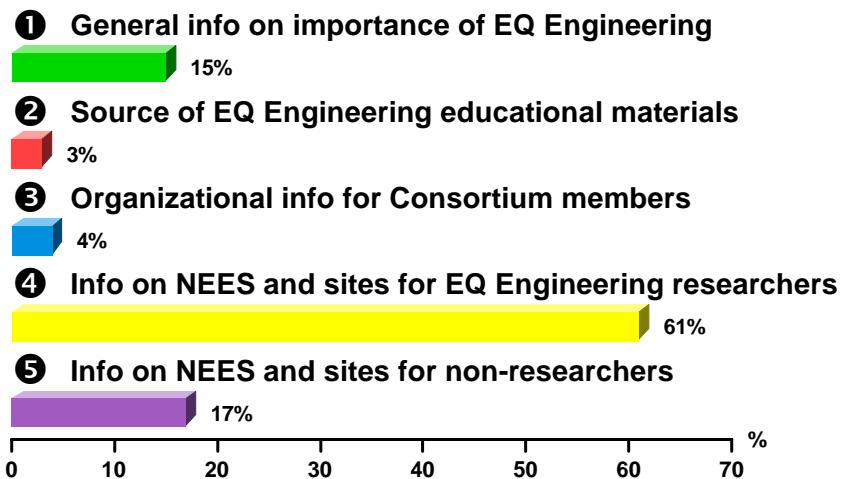 ❶ General info on importance of EQ Engineering
15%
❷ Source of EQ Engineering educational materials
3%
❸ Organizational info for Consortium members
4%
❹ Info on NEES and sites for EQ Engineering researchers
61%
❺ Info on NEES and sites for non-researchers
17%
%
0 10 20 30 40 50 60 70